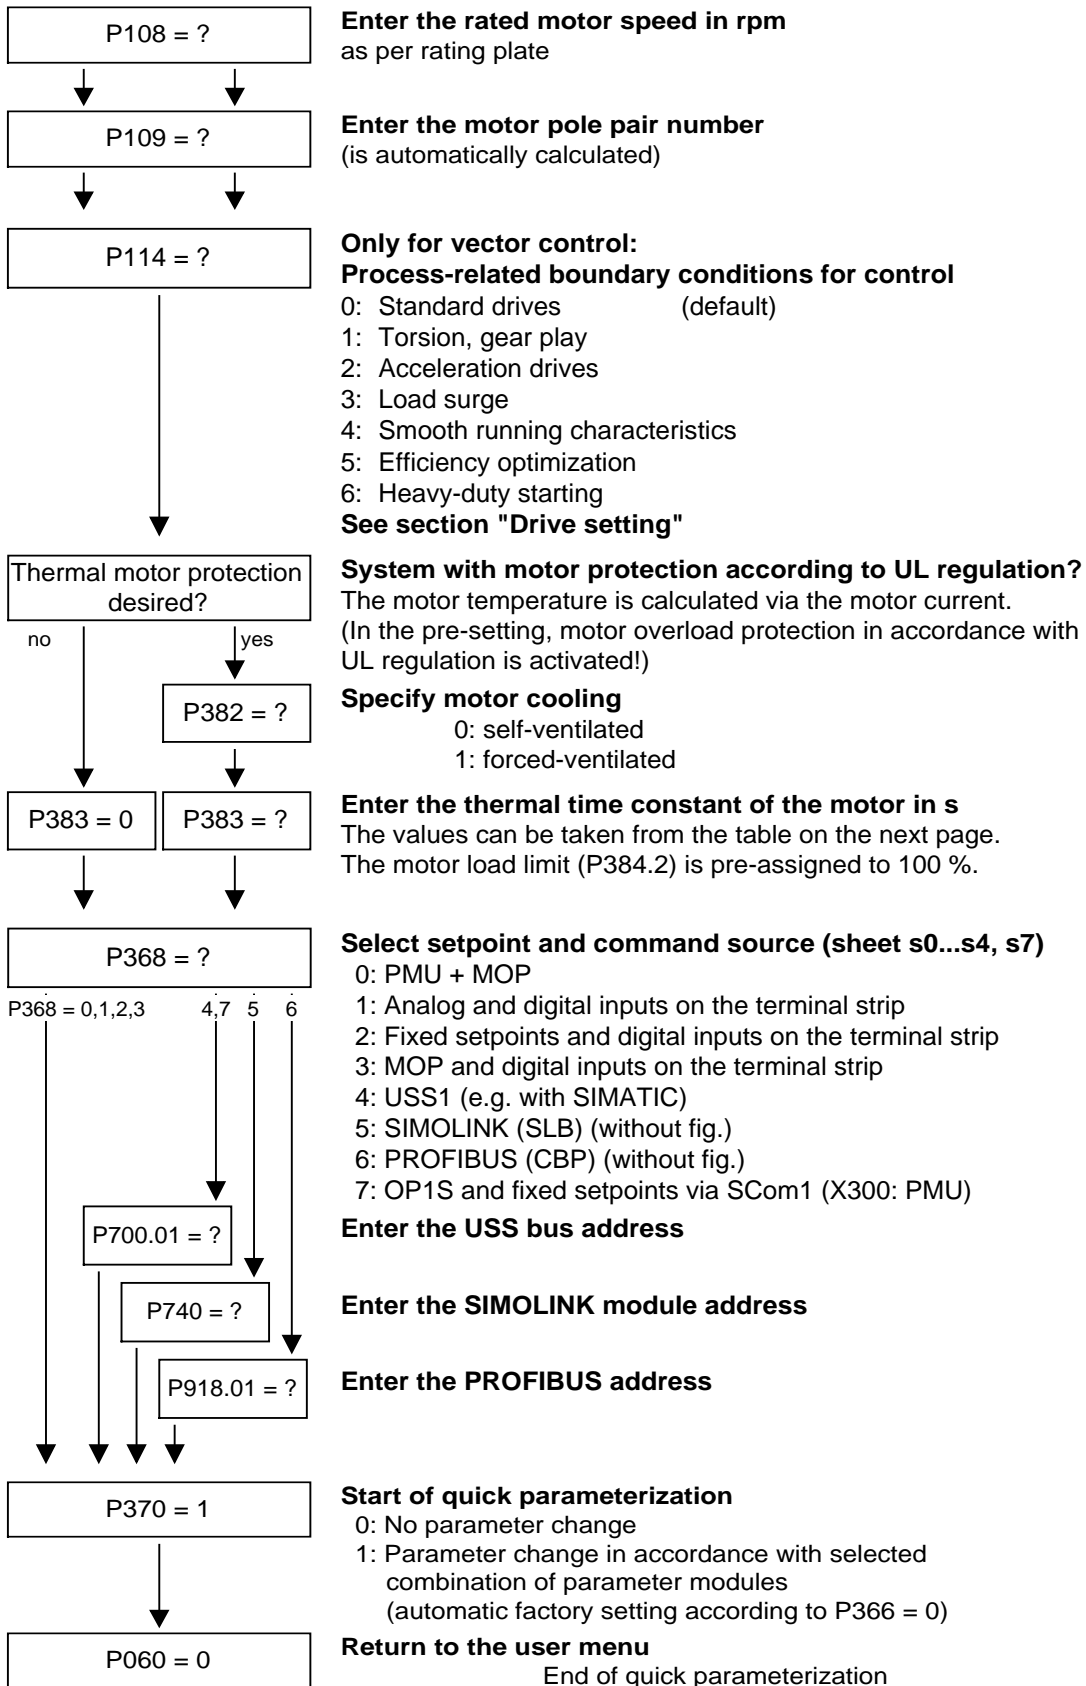 P108 = ?
Enter the rated motor speed in rpm
as per rating plate
P109 = ?
Enter the motor pole pair number
(is automatically calculated)
P114 = ?
Only for vector control:
Process-related boundary conditions for control
0: Standard drives (default)
1: Torsion, gear play
2: Acceleration drives
3: Load surge
4: Smooth running characteristics
5: Efficiency optimization
6: Heavy-duty starting
See section "Drive setting"
Thermal motor protection
desired?
no
yes
System with motor protection according to UL regulation?
The motor temperature is calculated via the motor current.
(In the pre-setting, motor overload protection in accordance with
UL regulation is activated!)
P382 = ?
Specify motor cooling
0: self-ventilated
1: forced-ventilated
P383 = 0
P383 = ?
Enter the thermal time constant of the motor in s
The values can be taken from the table on the next page.
The motor load limit (P384.2) is pre-assigned to 100 %.
P368 = ?
P368 = 0,1,2,3 4,7 5 6
Select setpoint and command source (sheet s0...s4, s7)
0: PMU + MOP
1: Analog and digital inputs on the terminal strip
2: Fixed setpoints and digital inputs on the terminal strip
3: MOP and digital inputs on the terminal strip
4: USS1 (e.g. with SIMATIC)
5: SIMOLINK (SLB) (without fig.)
6: PROFIBUS (CBP) (without fig.)
7: OP1S and fixed setpoints via SCom1 (X300: PMU)
P700.01 = ?
Enter the USS bus address
P740 = ?
Enter the SIMOLINK module address
P918.01 = ?
Enter the PROFIBUS address
P370 = 1
Start of quick parameterization
0: No parameter change
1: Parameter change in accordance with selected
combination of parameter modules
(automatic factory setting according to P366 = 0)
P060 = 0
Return to the user menu
End of quick parameterization